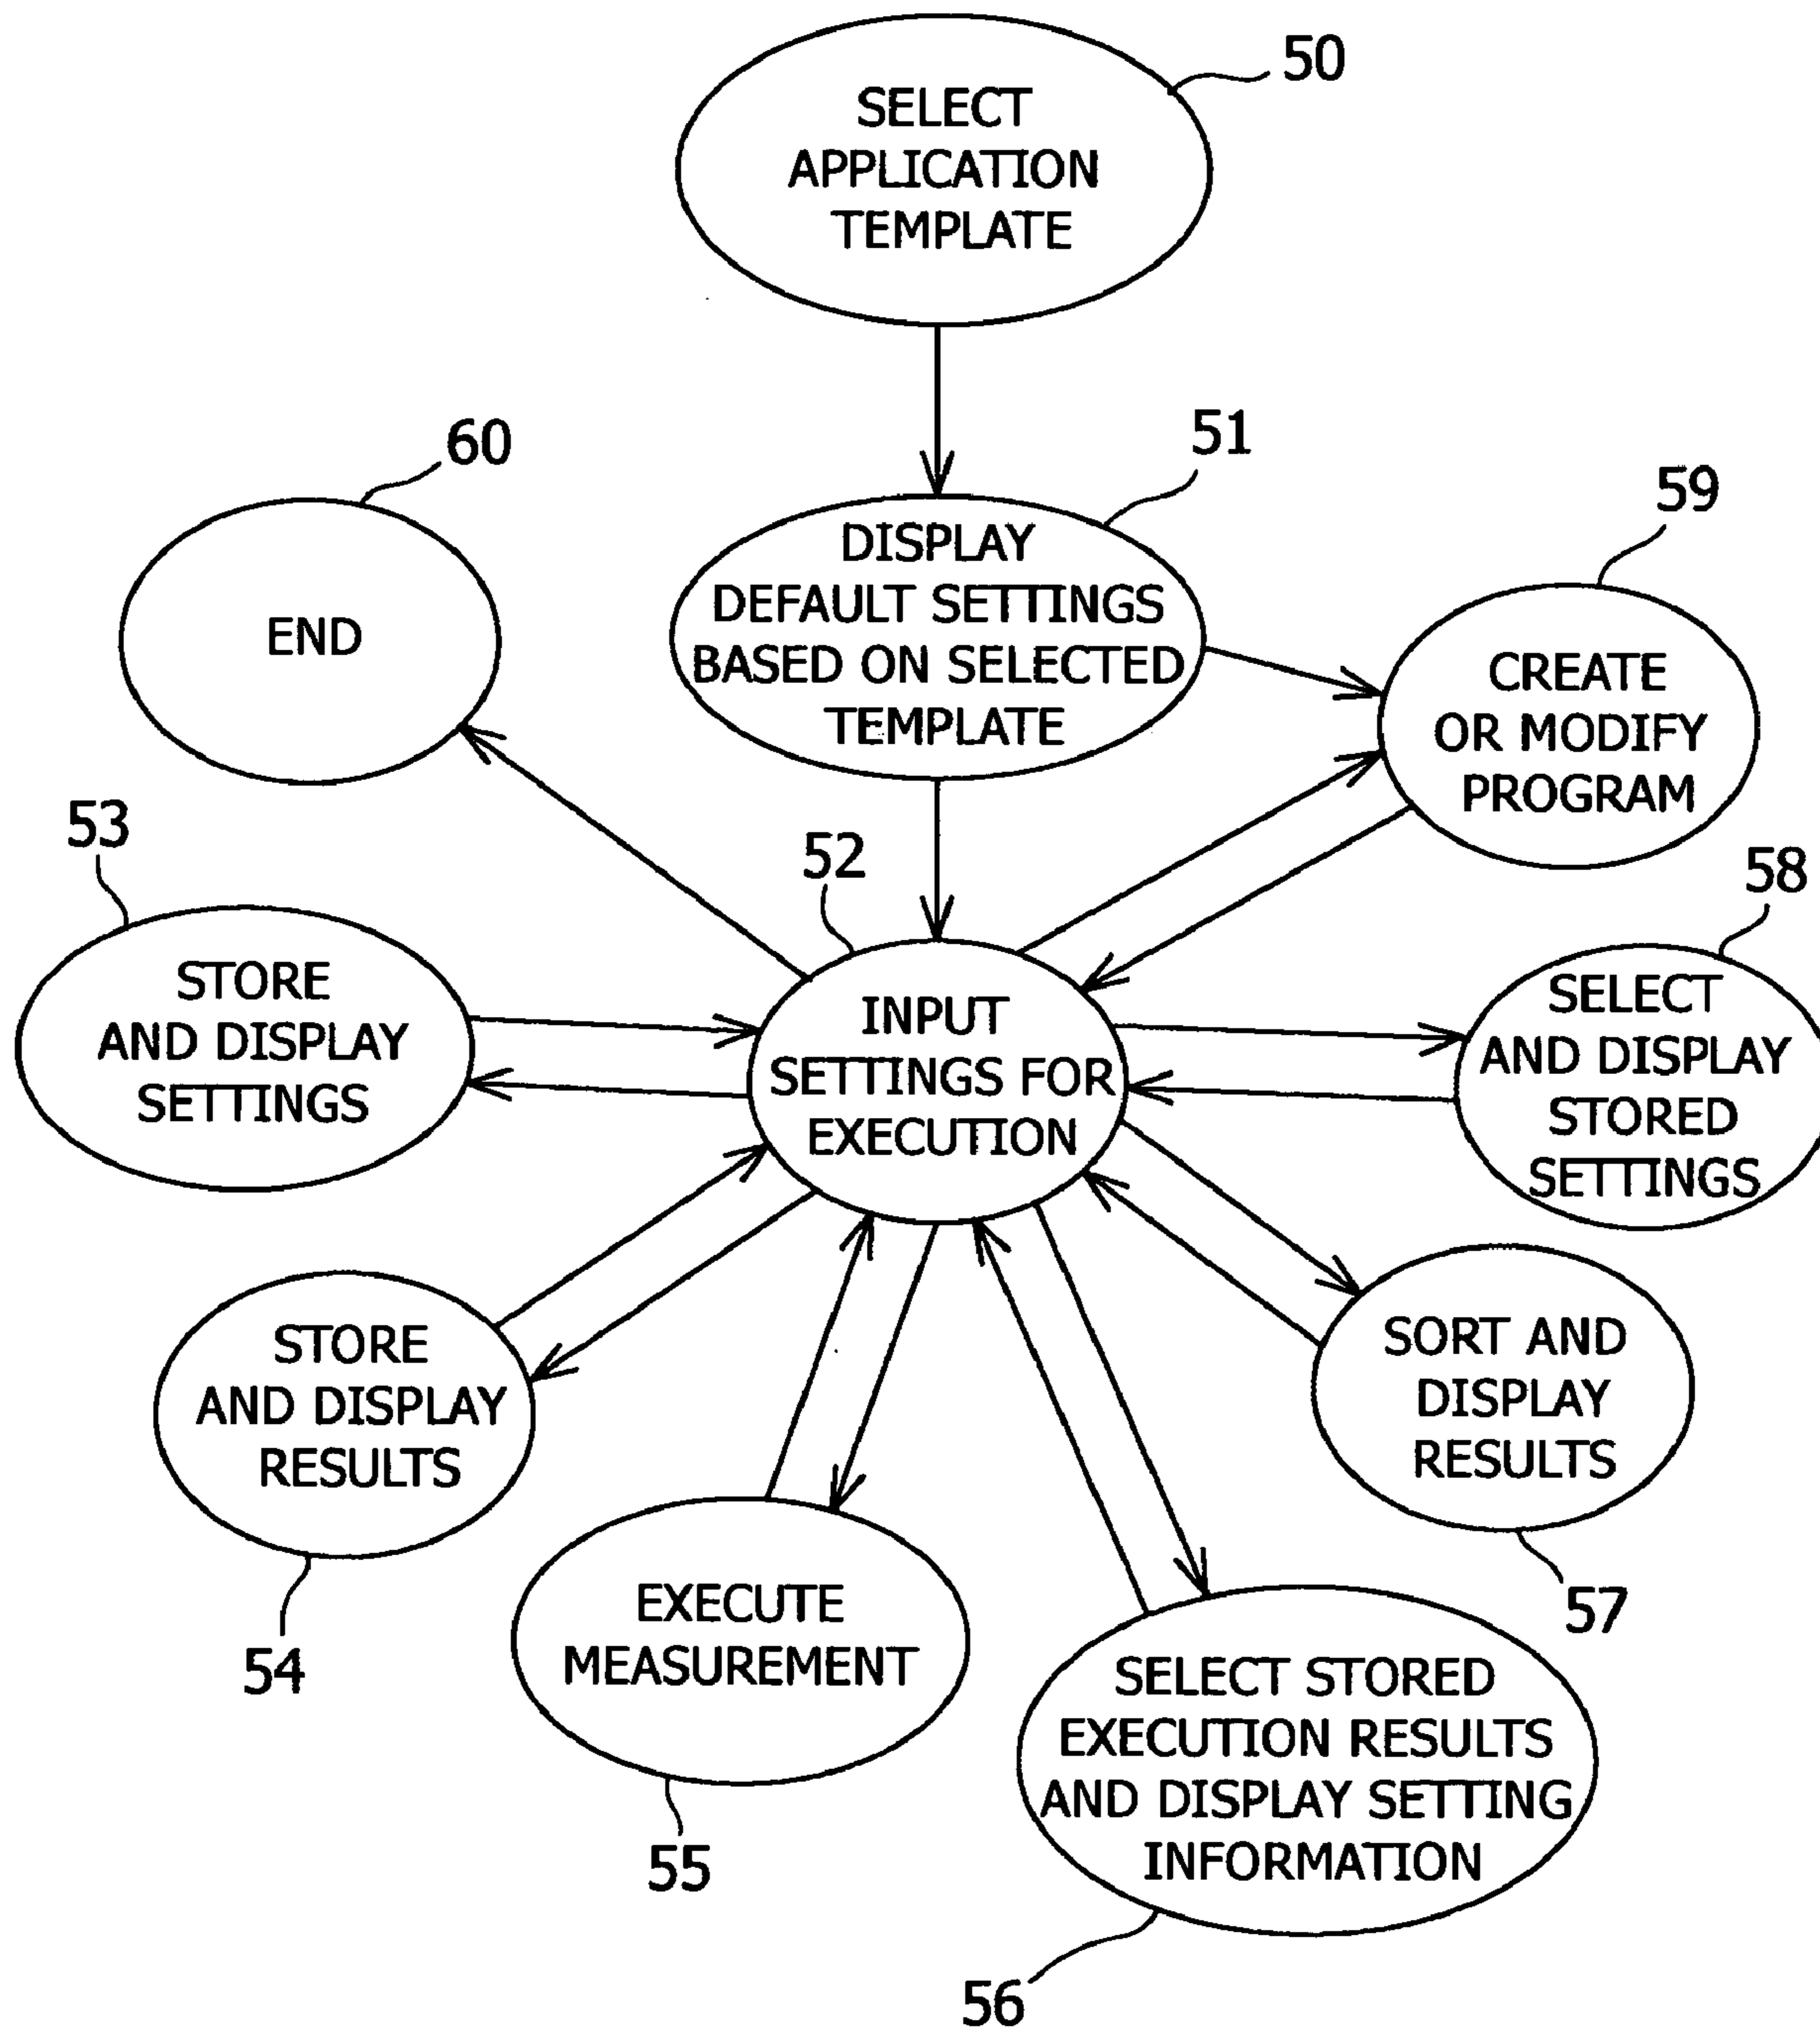 50
SELECT
APPLICATION
TEMPLATE
51
60
DISPLAY
DEFAULT SETTINGS
BASED ON SELECTED
TEMPLATE
59
END
CREATE
OR MODIFY
PROGRAM
53
52
58
STORE
AND DISPLAY
SETTINGS
INPUT
SETTINGS FOR
EXECUTION
SELECT
AND DISPLAY
STORED
SETTINGS
STORE
AND DISPLAY
RESULTS
SORT AND
DISPLAY
RESULTS
54
EXECUTE
MEASUREMENT
57
SELECT STORED
EXECUTION RESULTS
AND DISPLAY SETTING
INFORMATION
55
56